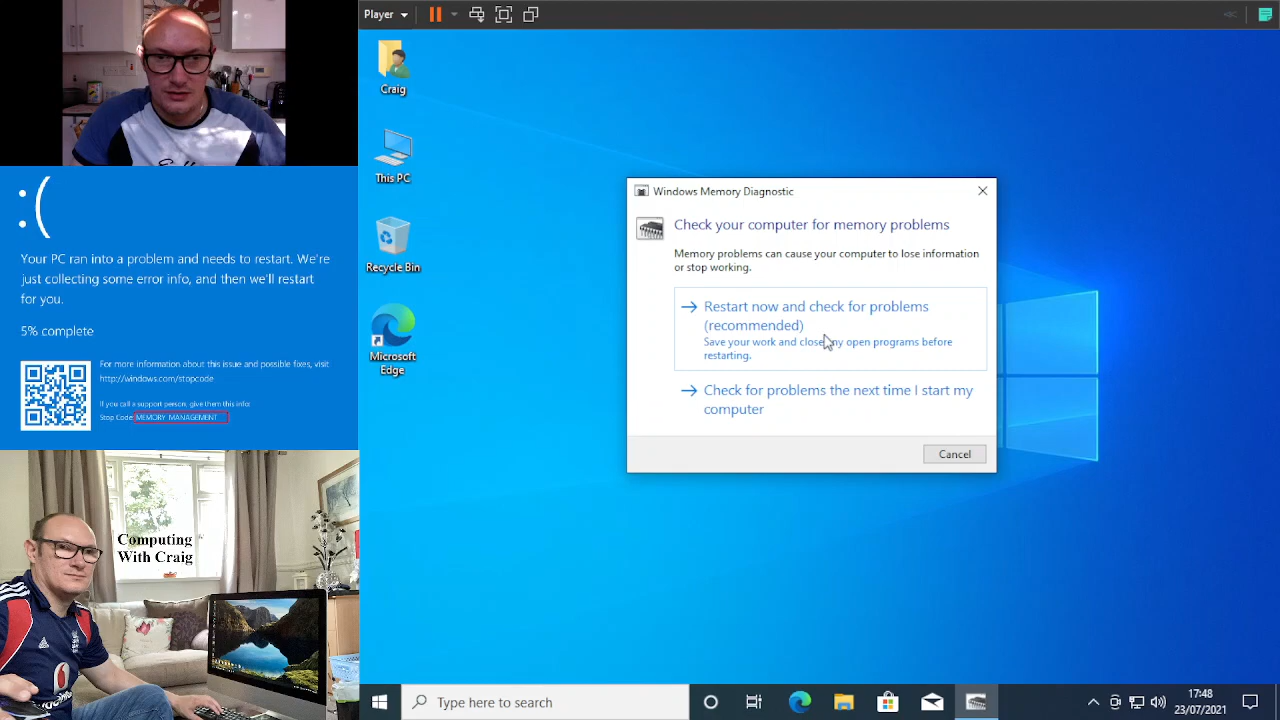 :(
Your PC ran into a problem and needs to restart. We're
just collecting some error info, and then we'll restart
for you.
5% complete
For more information about this issue and possible fixes, visit
http://windows.com/stopcode
If you call a support person, give them this info:
Stop Code: MEMORY MANAGEMENT
Computing
With Craig
Player
Craig
This PC
Recycle Bin
Microsoft
Edge
Windows Memory Diagnostic
Check your computer for memory problems
Memory problems can cause your computer to lose information
or stop working.
Restart now and check for problems
(recommended)
Save your work and close any open programs before
restarting.
Check for problems the next time I start my
computer
Cancel
Type here to search
17:48
23/07/2021